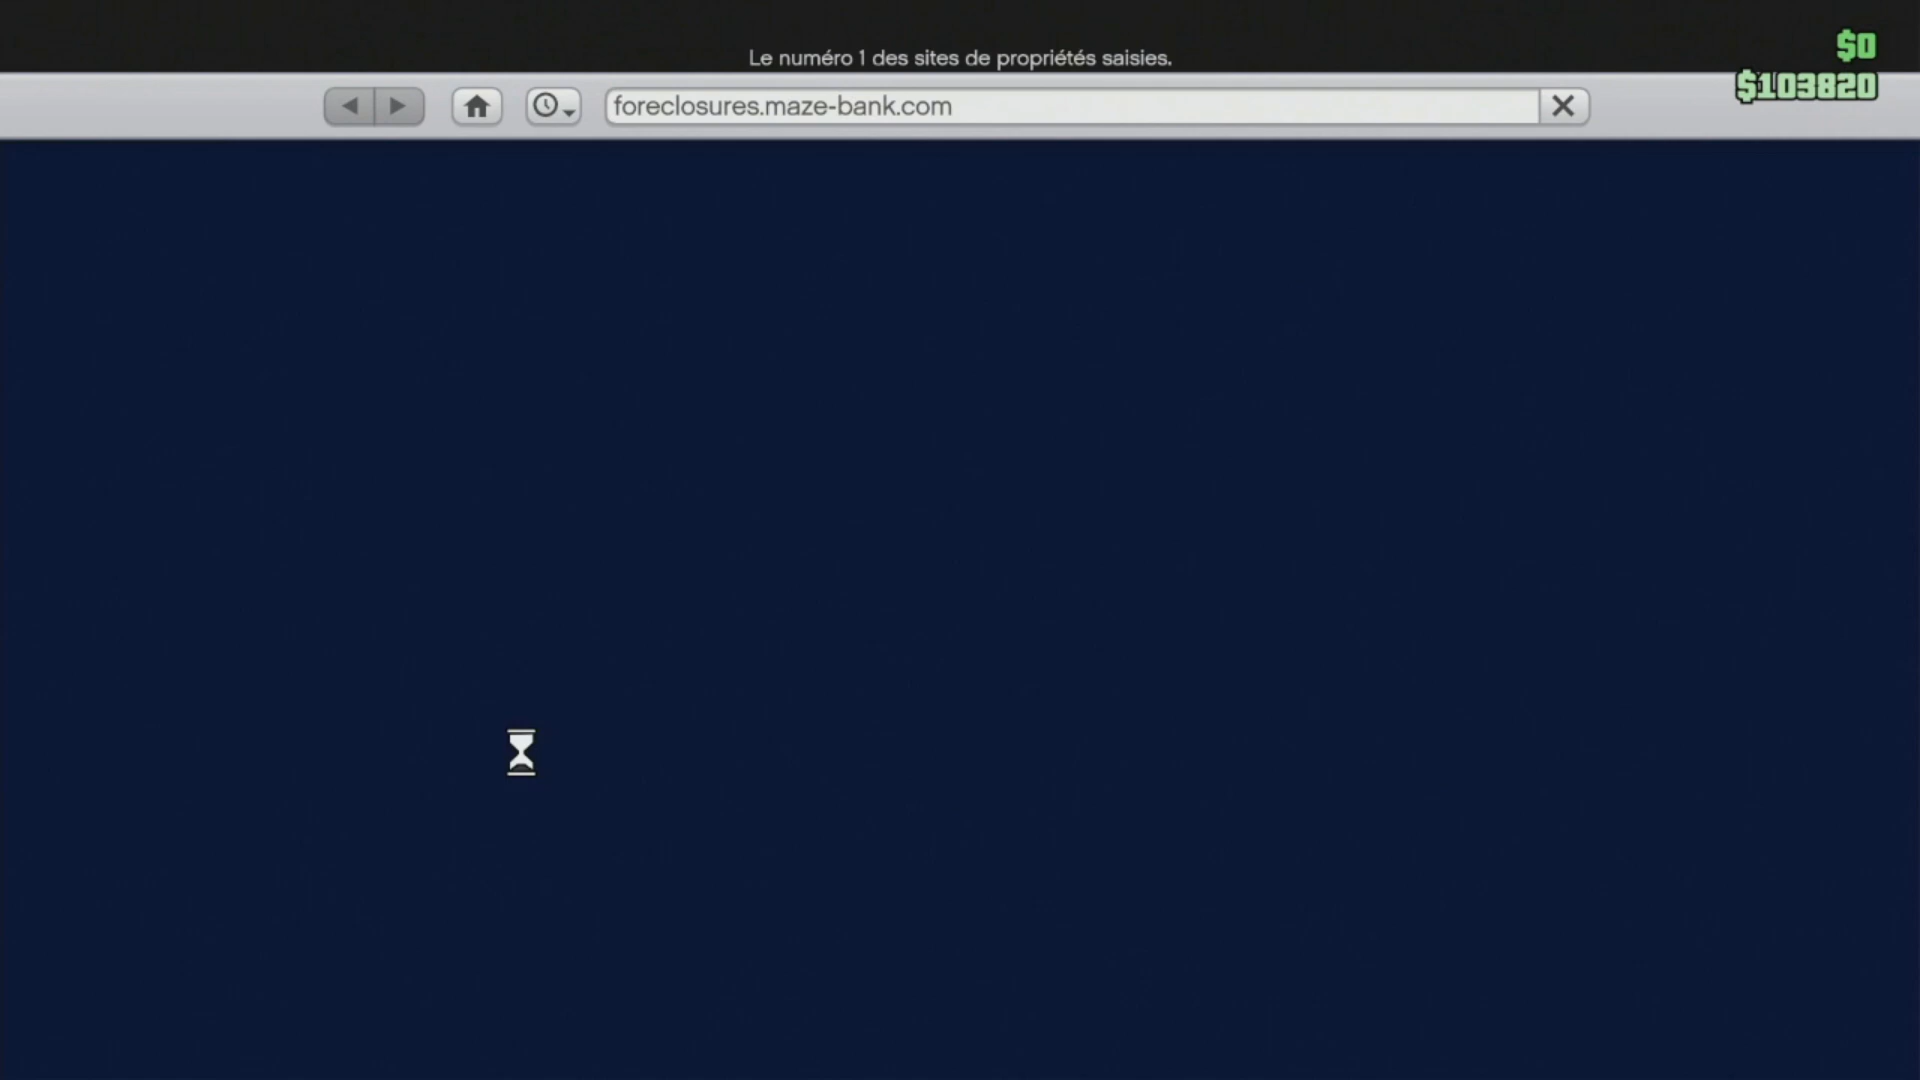 Le numéro 1 des sites de propriétés saisies.
$0
$103820
foreclosures.maze-bank.com